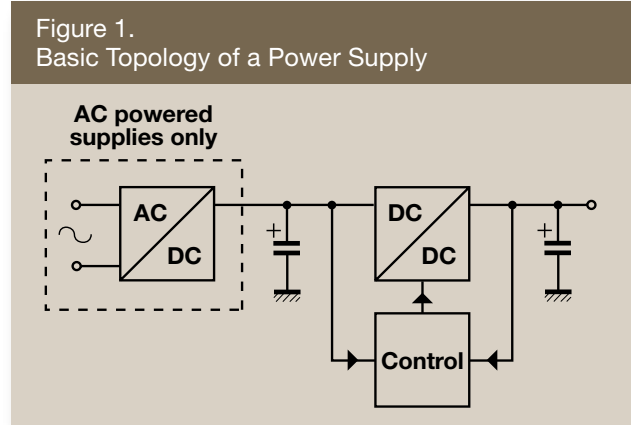 Figure 1.
Basic Topology of a Power Supply
AC powered
supplies only
AC
DC
DC
DC
+
+
Control